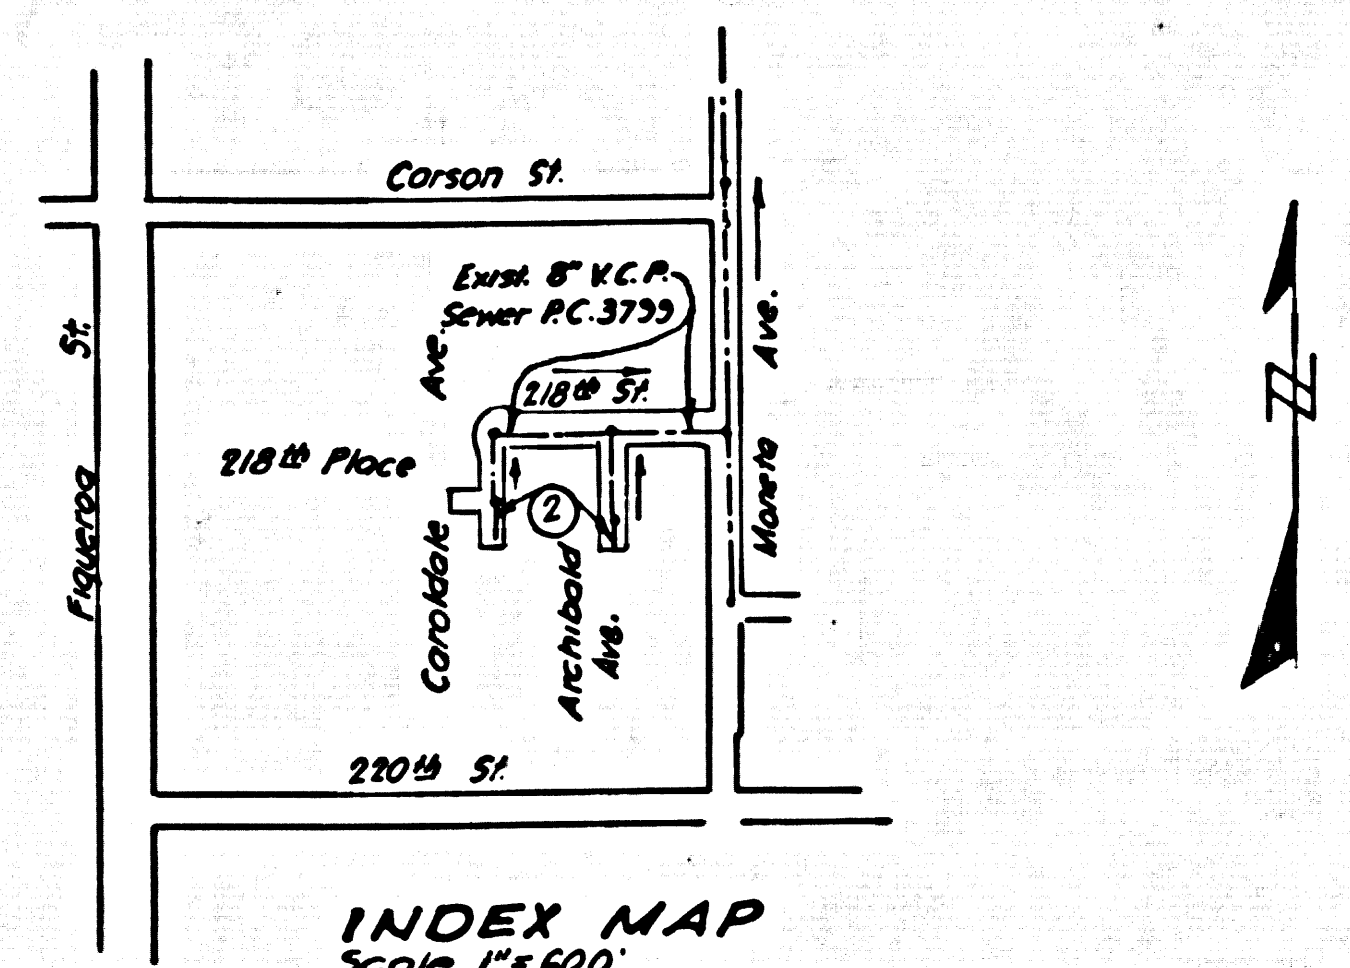 Carson St.
Exist. 8" V.C.P.
Sewer P.C. 3799
Figueroa St.
Caroldale Ave.
218th St.
218th Place
Moneta Ave.
2
Archibald
Ave.
220th St.
N
INDEX MAP
Scale 1"=600'